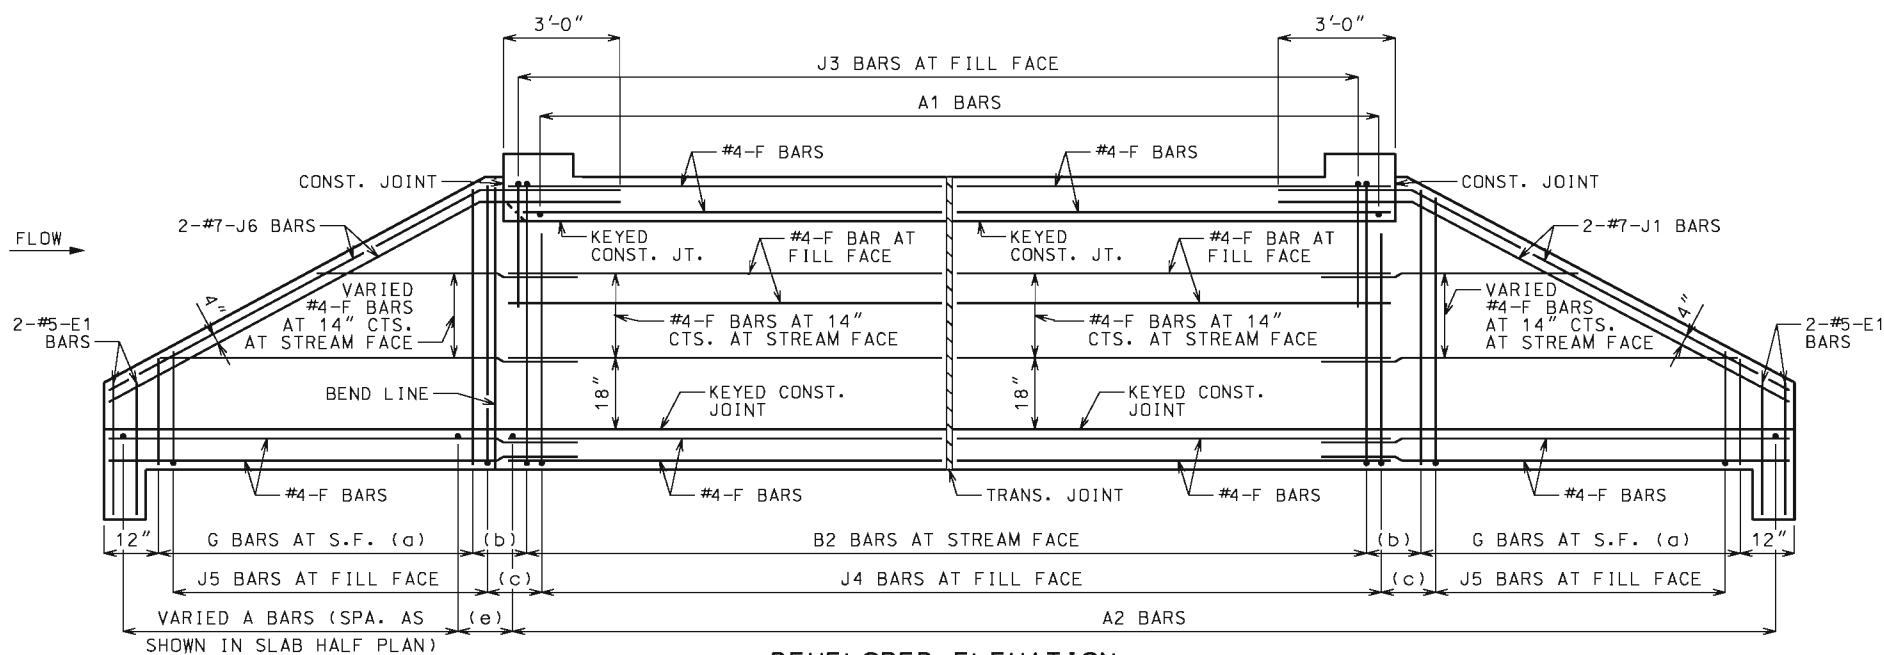 3'-0"
3'-0"
J3 BARS AT FILL FACE
A1 BARS
#4-F BARS
#4-F BARS
CONST. JOINT
CONST. JOINT
2-#7-J6 BARS
2-#7-J1 BARS
FLOW
KEYED
CONST. JT.
#4-F BAR AT
FILL FACE
KEYED
CONST. JT.
#4-F BAR AT
FILL FACE
VARIED
#4-F BARS
AT 14" CTS.
AT STREAM FACE
#4-F BARS AT 14"
CTS. AT STREAM FACE
#4-F BARS AT 14"
CTS. AT STREAM FACE
VARIED
#4-F BARS
AT 14" CTS.
AT STREAM FACE
4"
4"
2-#5-E1
BARS
2-#5-E1
BARS
BEND LINE
18"
KEYED CONST.
JOINT
18"
KEYED CONST.
JOINT
#4-F BARS
#4-F BARS
TRANS. JOINT
#4-F BARS
#4-F BARS
12"
G BARS AT S.F. (a)
(b)
B2 BARS AT STREAM FACE
(b)
G BARS AT S.F. (a)
12"
J5 BARS AT FILL FACE
(c)
J4 BARS AT FILL FACE
(c)
J5 BARS AT FILL FACE
VARIED A BARS (SPA. AS
SHOWN IN SLAB HALF PLAN)
(e)
A2 BARS
DEVELOPED ELEVATION